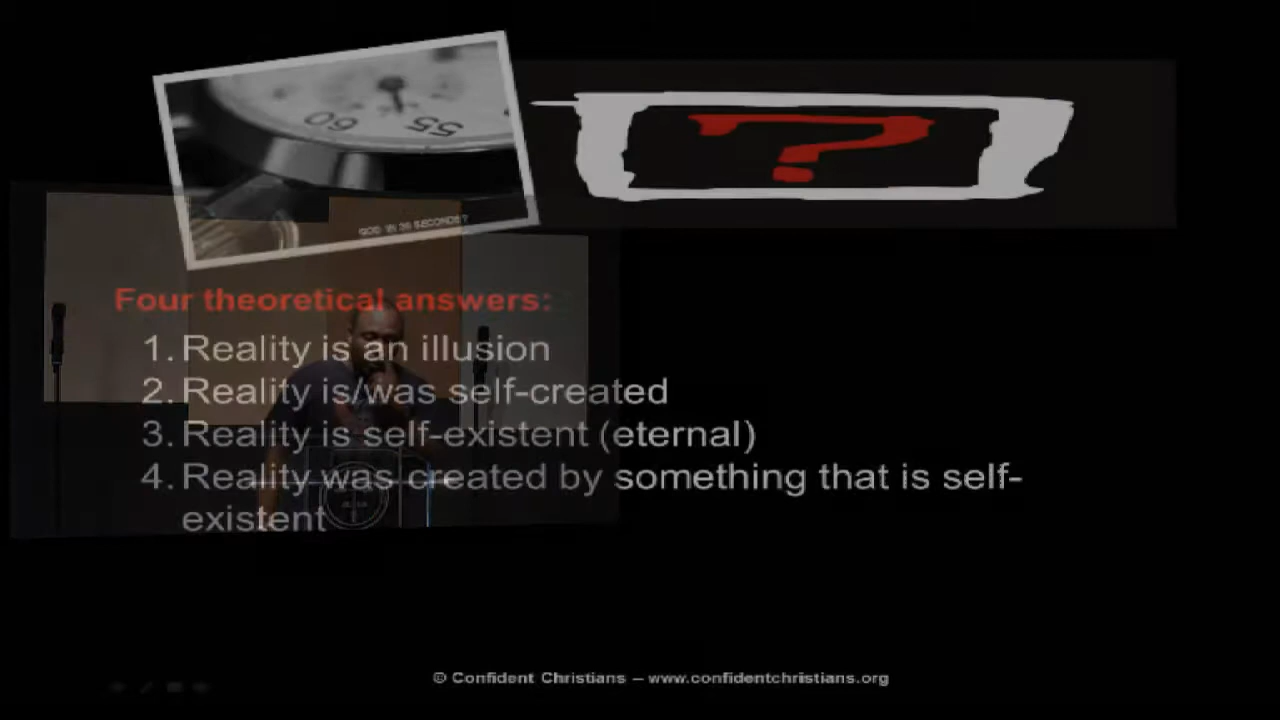 60 55
GOD IN 30 SECONDS?
?
Four theoretical answers:
1. Reality is an illusion
2. Reality is/was self-created
3. Reality is self-existent (eternal)
4. Reality was created by something that is self-
existent
© Confident Christians – www.confidentchristians.org